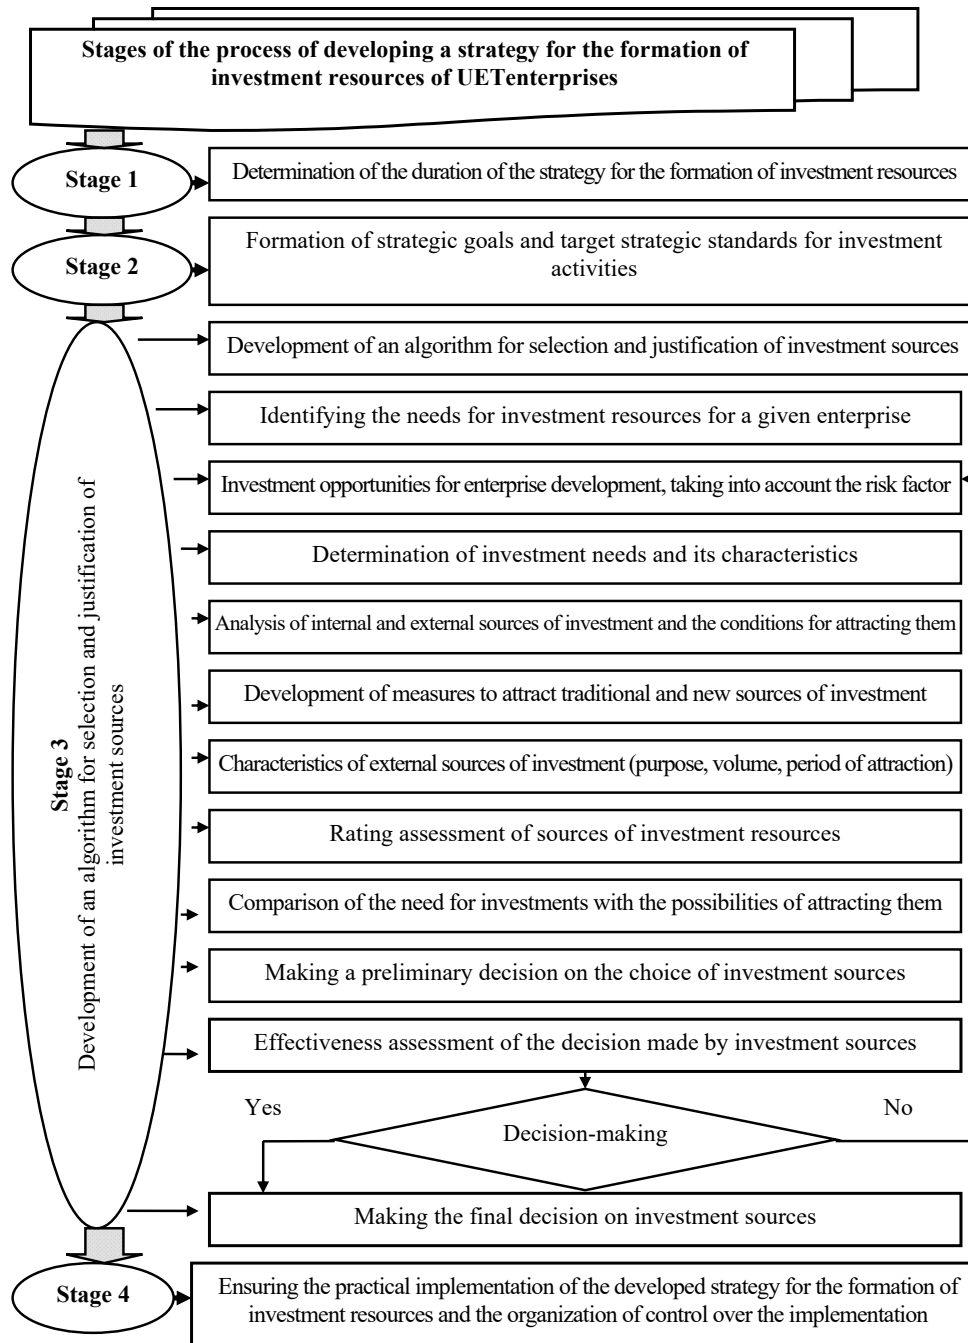 Stages of the process of developing a strategy for the formation of
investment resources of UETenterprises
Stage 1
Determination of the duration of the strategy for the formation of investment resources
Stage 2
Formation of strategic goals and target strategic standards for investment
activities
Stage 3
Development of an algorithm for selection and justification of
investment sources
Development of an algorithm for selection and justification of investment sources
Identifying the needs for investment resources for a given enterprise
Investment opportunities for enterprise development, taking into account the risk factor
Determination of investment needs and its characteristics
Analysis of internal and external sources of investment and the conditions for attracting them
Development of measures to attract traditional and new sources of investment
Characteristics of external sources of investment (purpose, volume, period of attraction)
Rating assessment of sources of investment resources
Comparison of the need for investments with the possibilities of attracting them
Making a preliminary decision on the choice of investment sources
Effectiveness assessment of the decision made by investment sources
Yes
No
Decision-making
Making the final decision on investment sources
Stage 4
Ensuring the practical implementation of the developed strategy for the formation of
investment resources and the organization of control over the implementation